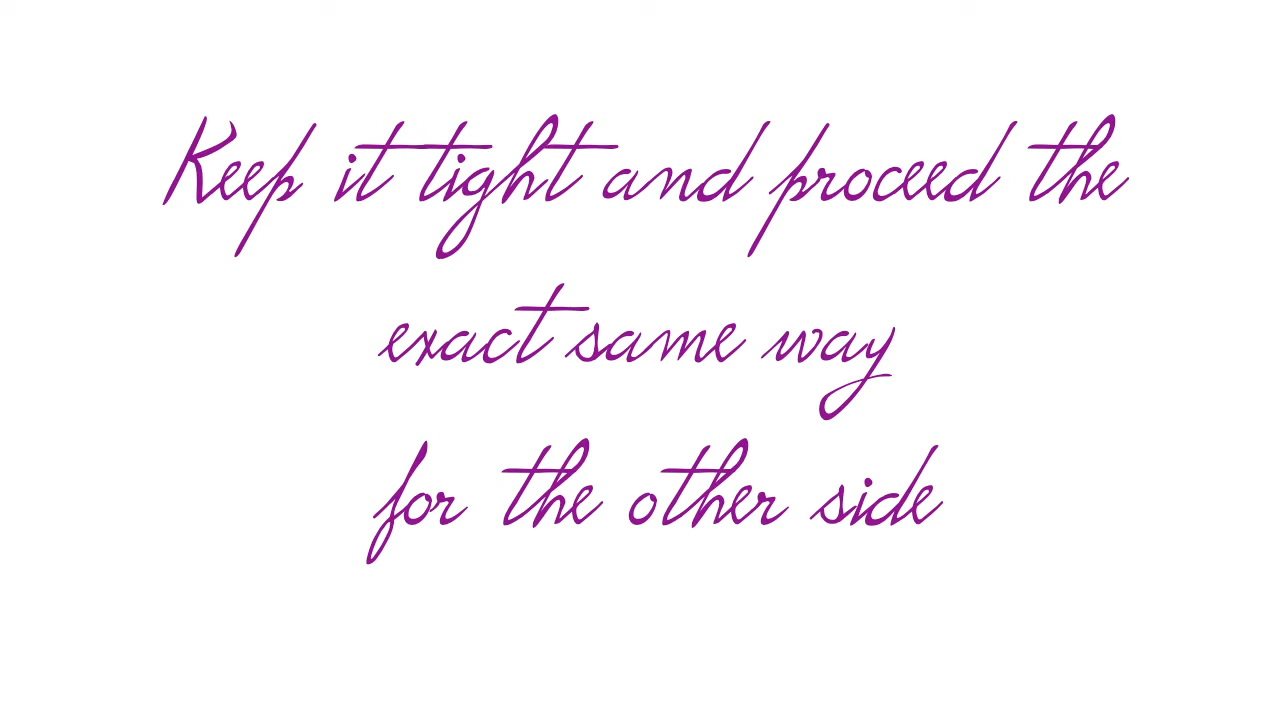 Keep it tight and proceed the
exact same way
for the other side